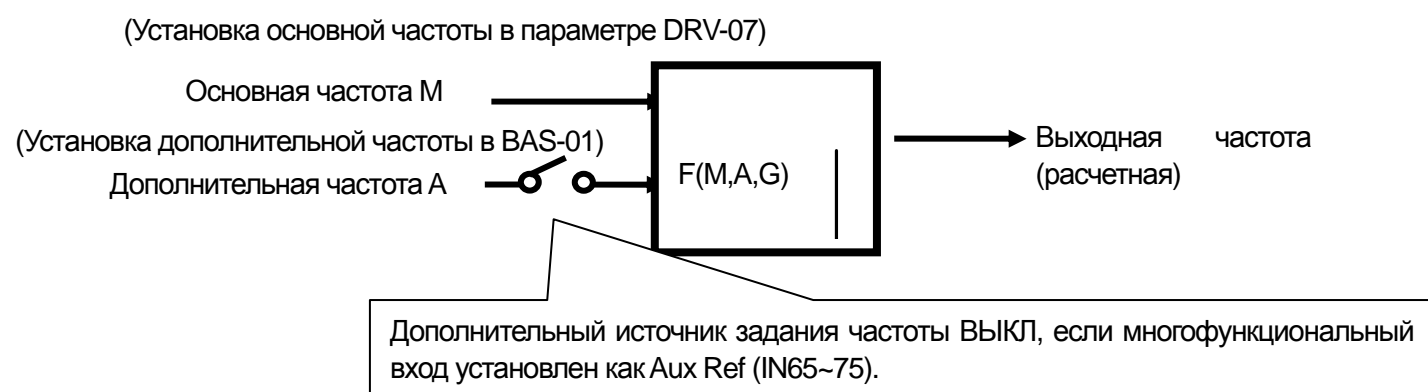 (Установка основной частоты в параметре DRV-07)
Основная частота М
(Установка дополнительной частоты в BAS-01)
Дополнительная частота А
F(M,A,G)
Выходная частота
(расчетная)
Дополнительный источник задания частоты ВЫКЛ, если многофункциональный
вход установлен как Aux Ref (IN65~75).